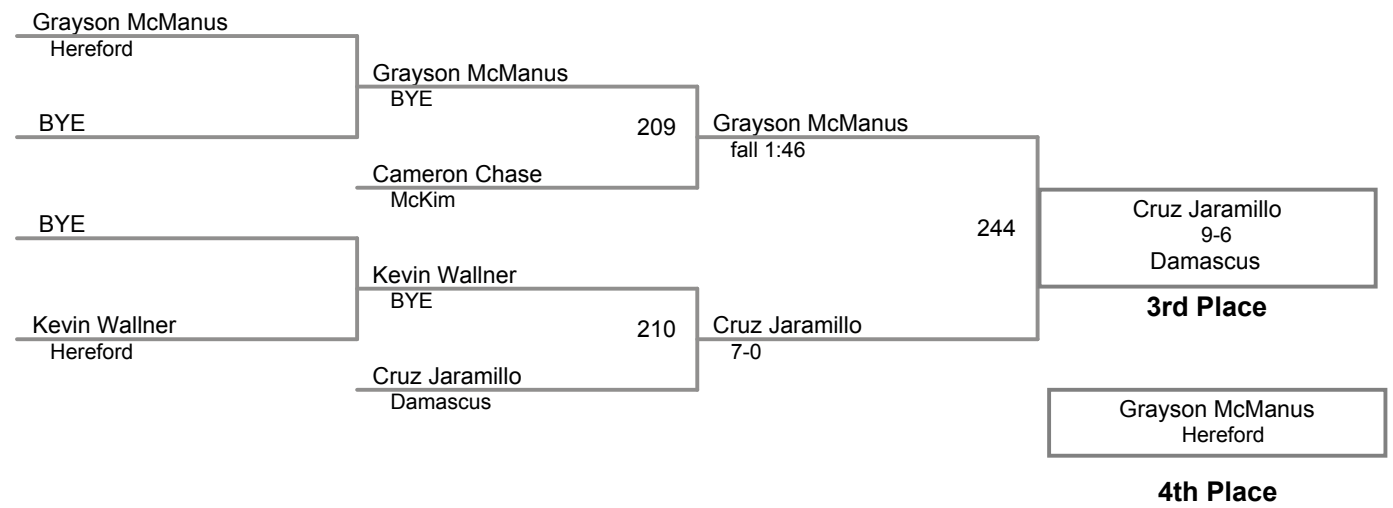 Grayson McManus
Hereford
BYE
BYE
Kevin Wallner
Hereford
Grayson McManus
BYE
209
Cameron Chase
McKim
Kevin Wallner
BYE
210
Cruz Jaramillo
Damascus
Grayson McManus
fall 1:46
244
Cruz Jaramillo
7-0
Cruz Jaramillo
9-6
Damascus
3rd Place
Grayson McManus
Hereford
4th Place